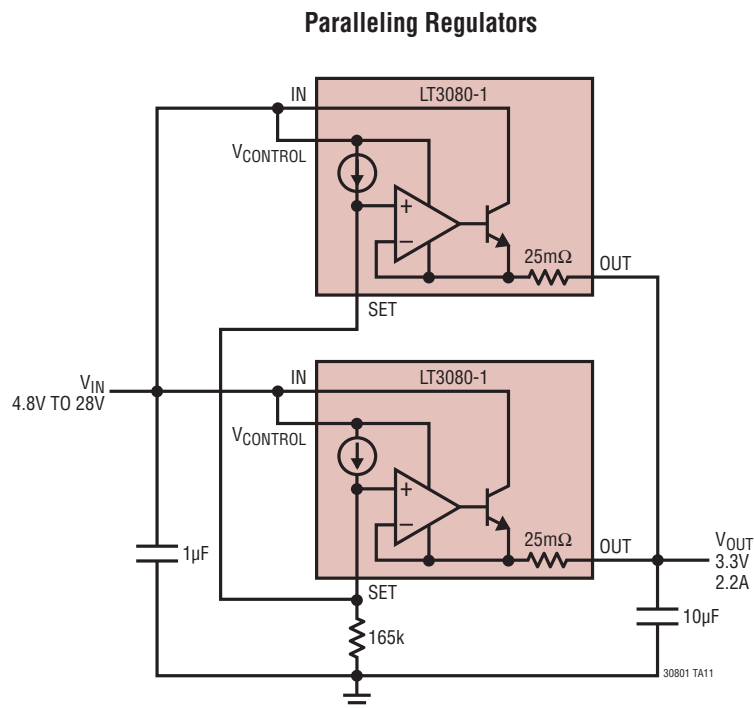 Paralleling Regulators
IN
LT3080-1
VCONTROL
+
–
25mΩ
OUT
SET
VIN
4.8V TO 28V
IN
LT3080-1
VCONTROL
+
–
25mΩ
OUT
VOUT
3.3V
2.2A
1µF
SET
165k
10µF
30801 TA11